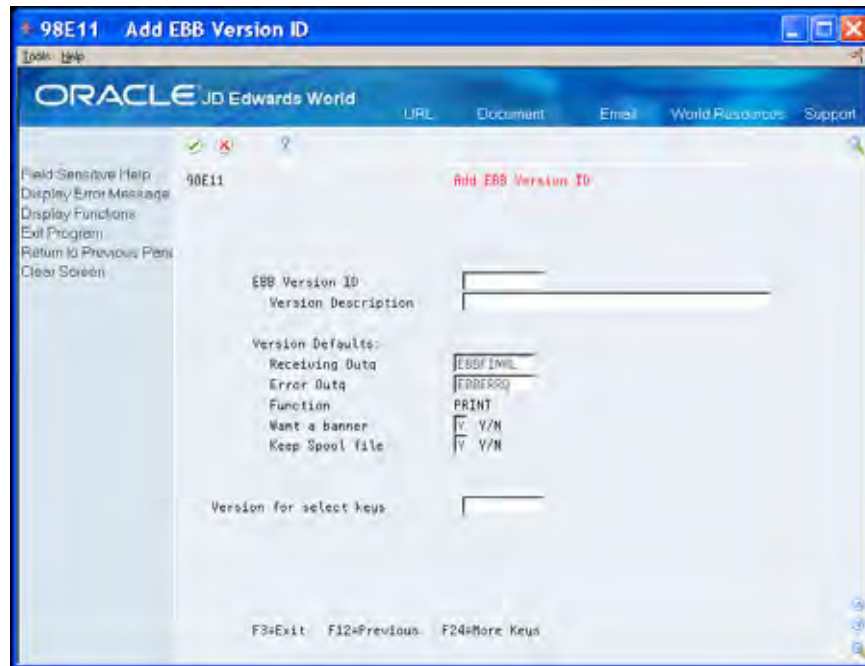 98E11 Add EBB Version ID
Tools Help
ORACLE JD Edwards World
URL Document Email World Resources Support
Field Sensitive Help
Display Error Message
Display Functions
Exit Program
Return to Previous Pane
Clear Screen
98E11 Add EBB Version ID
EBB Version ID
Version Description
Version Defaults:
Receiving Outq EBBFINAL
Error Outq EBBERRQ
Function PRINT
Want a banner Y Y/N
Keep Spool file Y Y/N
Version for select keys
F3=Exit F12=Previous F24=More Keys